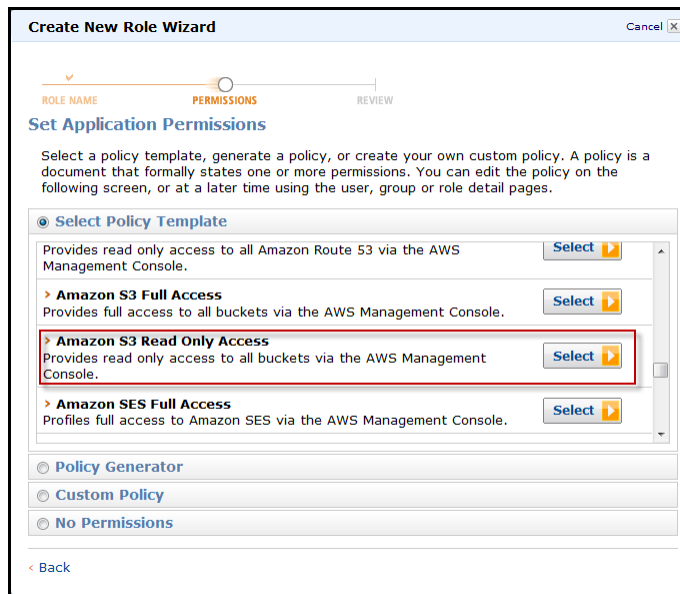 Create New Role Wizard
Cancel
ROLE NAME
PERMISSIONS
REVIEW
Set Application Permissions
Select a policy template, generate a policy, or create your own custom policy. A policy is a
document that formally states one or more permissions. You can edit the policy on the
following screen, or at a later time using the user, group or role detail pages.
Select Policy Template
Provides read only access to all Amazon Route 53 via the AWS
Management Console.
Select
Amazon S3 Full Access
Provides full access to all buckets via the AWS Management Console.
Select
Amazon S3 Read Only Access
Provides read only access to all buckets via the AWS Management
Console.
Select
Amazon SES Full Access
Profiles full access to Amazon SES via the AWS Management Console.
Select
Policy Generator
Custom Policy
No Permissions
Back